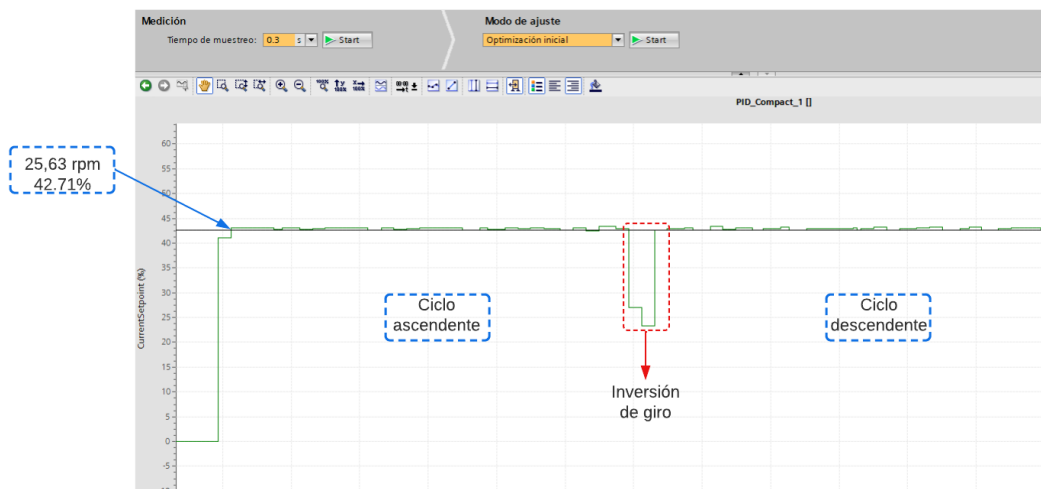 Medición
Tiempo de muestreo: 0.3 s Start
Modo de ajuste
Optimización inicial Start
PID_Compact_1 []
25,63 rpm
42.71%
CurrentSetpoint (%)
60
55
50
45
40
35
30
25
20
15
10
5
0
-5
Ciclo
ascendente
Inversión
de giro
Ciclo
descendente